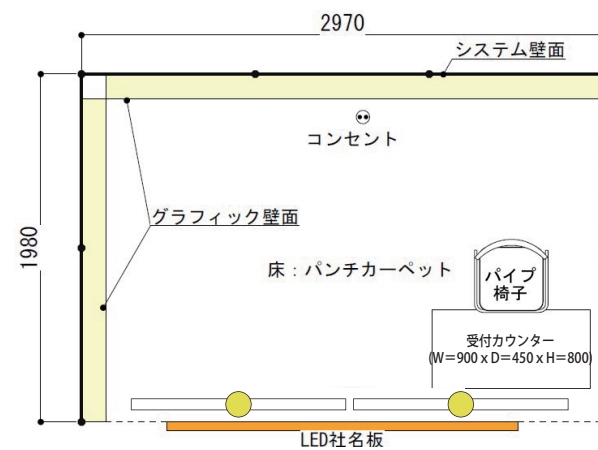 2970
システム壁面
コンセント
グラフィック壁面
1980
床：パンチカーペット
パイプ
椅子
受付カウンター
(W=900 x D=450 x H=800)
LED社名板